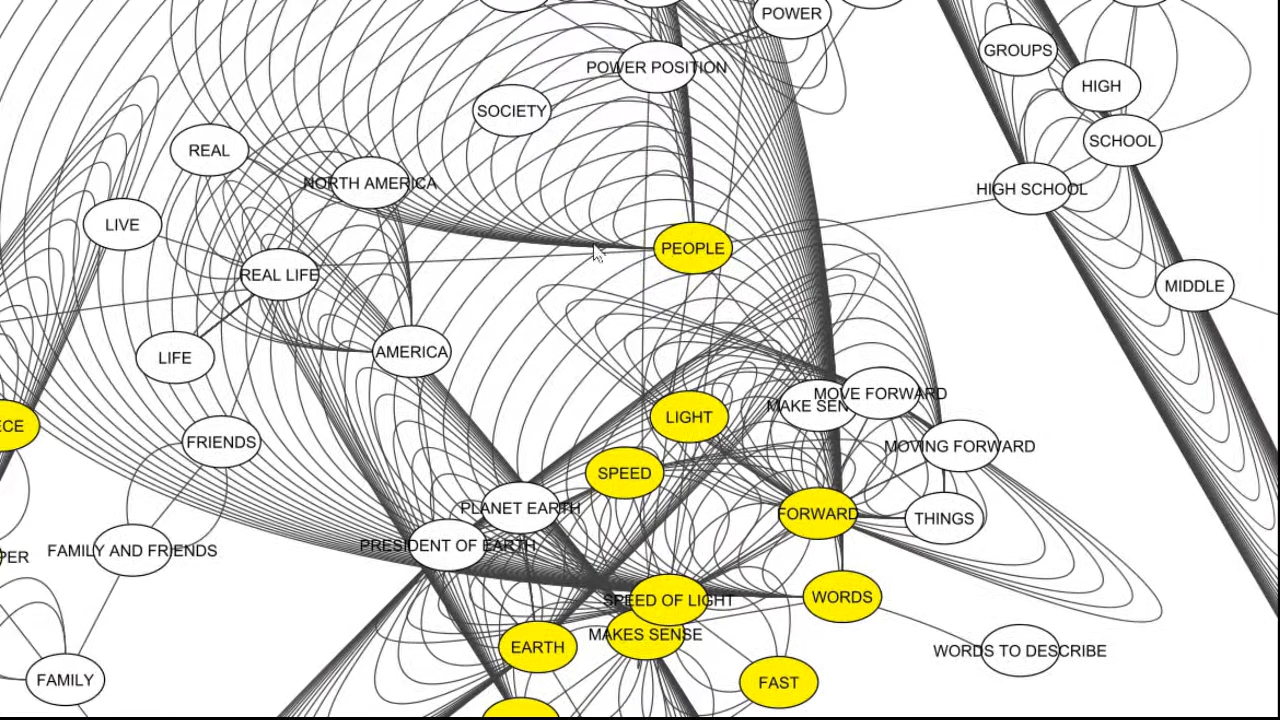 POWER
GROUPS
POWER POSITION
HIGH
SOCIETY
SCHOOL
REAL
NORTH AMERICA
HIGH SCHOOL
LIVE
PEOPLE
REAL LIFE
MIDDLE
AMERICA
LIFE
MOVE FORWARD
MAKE SEN
LIGHT
ECE
FRIENDS
MOVING FORWARD
SPEED
PLANET EARTH
FORWARD
THINGS
PRESIDENT OF EARTH
FAMILY AND FRIENDS
PER
WORDS
SPEED OF LIGHT
MAKES SENSE
EARTH
WORDS TO DESCRIBE
FAMILY
FAST